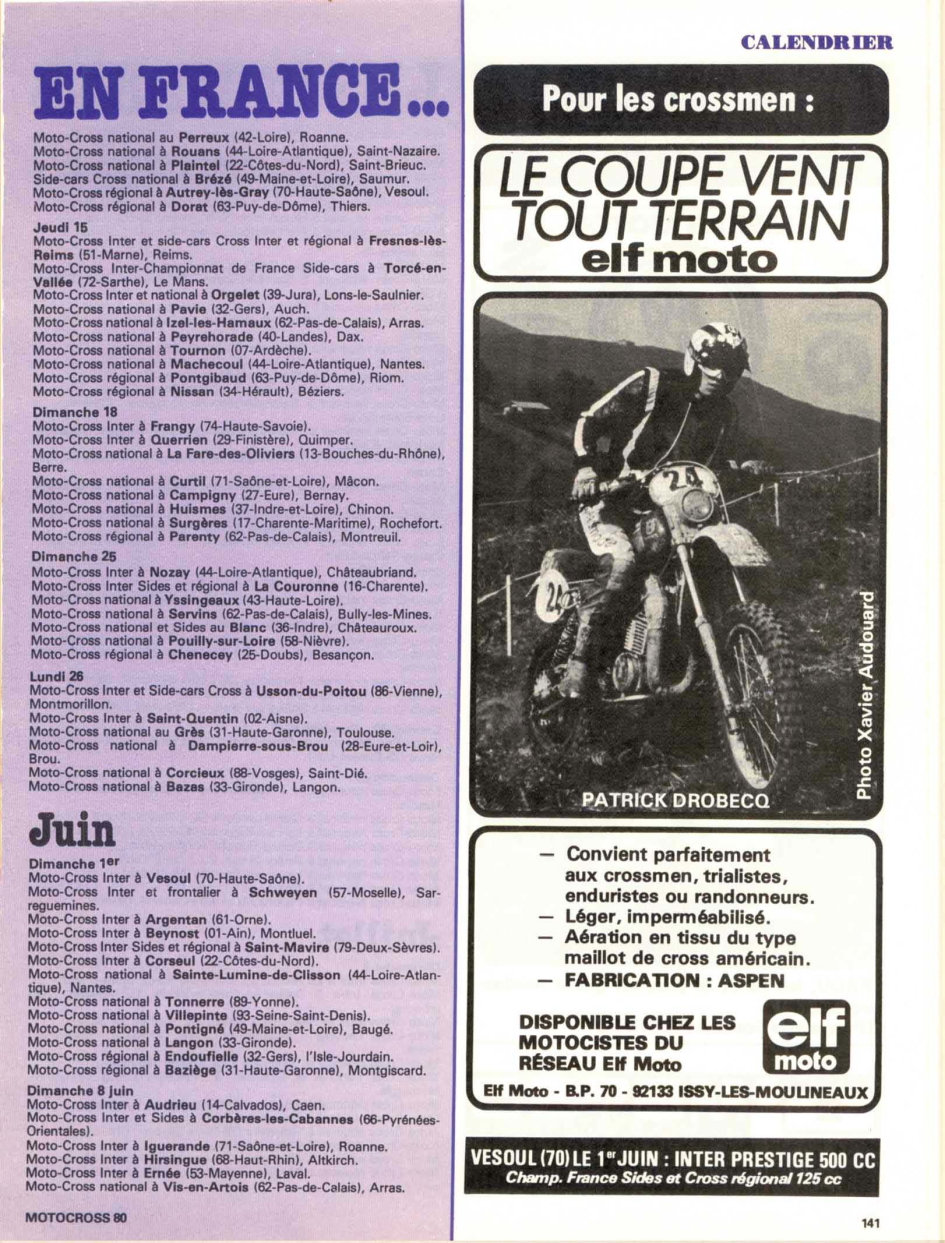 CALENDRIER
EN FRANCE...
Moto-Cross national au Perreux (42-Loire), Roanne.
Moto-Cross national à Rouans (44-Loire-Atlantique), Saint-Nazaire.
Moto-Cross national à Plaintel (22-Côtes-du-Nord), Saint-Brieuc.
Side-cars Cross national à Brézé (49-Maine-et-Loire), Saumur.
Moto-Cross régional à Autrey-lès-Gray (70-Haute-Saône), Vesoul.
Moto-Cross régional à Dorat (63-Puy-de-Dôme), Thiers.
Jeudi 15
Moto-Cross Inter et side-cars Cross Inter et régional à Fresnes-lès-
Reims (51-Marne), Reims.
Moto-Cross Inter-Championnat de France Side-cars à Torcé-en-
Vallée (72-Sarthe), Le Mans.
Moto-Cross Inter et national à Orgelet (39-Jura), Lons-le-Saulnier.
Moto-Cross national à Pavie (32-Gers), Auch.
Moto-Cross national à Izel-les-Hamaux (62-Pas-de-Calais), Arras.
Moto-Cross national à Peyrehorade (40-Landes), Dax.
Moto-Cross national à Tournon (07-Ardèche).
Moto-Cross national à Machecoul (44-Loire-Atlantique), Nantes.
Moto-Cross régional à Pontgibaud (63-Puy-de-Dôme), Riom.
Moto-Cross régional à Nissan (34-Hérault), Béziers.
Dimanche 18
Moto-Cross Inter à Frangy (74-Haute-Savoie).
Moto-Cross Inter à Querrien (29-Finistère), Quimper.
Moto-Cross national à La Fare-des-Oliviers (13-Bouches-du-Rhône),
Berre.
Moto-Cross national à Curtil (71-Saône-et-Loire), Mâcon.
Moto-Cross national à Campigny (27-Eure), Bernay.
Moto-Cross national à Huismes (37-Indre-et-Loire), Chinon.
Moto-Cross national à Surgères (17-Charente-Maritime), Rochefort.
Moto-Cross régional à Parenty (62-Pas-de-Calais), Montreuil.
Dimanche 25
Moto-Cross Inter à Nozay (44-Loire-Atlantique), Châteaubriand.
Moto-Cross Inter Sides et régional à La Couronne (16-Charente).
Moto-Cross national à Yssingeaux (43-Haute-Loire).
Moto-Cross national à Servins (62-Pas-de-Calais), Bully-les-Mines.
Moto-Cross national et Sides au Blanc (36-Indre), Châteauroux.
Moto-Cross national à Pouilly-sur-Loire (58-Nièvre).
Moto-Cross régional à Chenecey (25-Doubs), Besançon.
Lundi 26
Moto-Cross Inter et Side-cars Cross à Usson-du-Poitou (86-Vienne),
Montmorillon.
Moto-Cross Inter à Saint-Quentin (02-Aisne).
Moto-Cross national au Grès (31-Haute-Garonne), Toulouse.
Moto-Cross national à Dampierre-sous-Brou (28-Eure-et-Loir),
Brou.
Moto-Cross national à Corcieux (88-Vosges), Saint-Dié.
Moto-Cross national à Bazas (33-Gironde), Langon.
Juin
Dimanche 1er
Moto-Cross Inter à Vesoul (70-Haute-Saône).
Moto-Cross Inter et frontalier à Schweyen (57-Moselle), Sar-
reguemines.
Moto-Cross Inter à Argentan (61-Orne).
Moto-Cross Inter à Beynost (01-Ain), Montluel.
Moto-Cross Inter Sides et régional à Saint-Mavire (79-Deux-Sèvres).
Moto-Cross Inter à Corseul (22-Côtes-du-Nord).
Moto-Cross national à Sainte-Lumine-de-Clisson (44-Loire-Atlan-
tique), Nantes.
Moto-Cross national à Tonnerre (89-Yonne).
Moto-Cross national à Villepinte (93-Seine-Saint-Denis).
Moto-Cross national à Pontigné (49-Maine-et-Loire), Baugé.
Moto-Cross national à Langon (33-Gironde).
Moto-Cross régional à Endoufielle (32-Gers), l'Isle-Jourdain.
Moto-Cross régional à Baziège (31-Haute-Garonne), Montgiscard.
Dimanche 8 juin
Moto-Cross Inter à Audrieu (14-Calvados), Caen.
Moto-Cross Inter et Sides à Corbères-les-Cabannes (66-Pyrénées-
Orientales).
Moto-Cross Inter à Iguerande (71-Saône-et-Loire), Roanne.
Moto-Cross Inter à Hirsingue (68-Haut-Rhin), Altkirch.
Moto-Cross Inter à Ernée (53-Mayenne), Laval.
Moto-Cross national à Vis-en-Artois (62-Pas-de-Calais), Arras.
Pour les crossmen :
LE COUPE VENT
TOUT TERRAIN
elf moto
24
24
Photo Xavier Audouard
PATRICK DROBECQ
— Convient parfaitement
aux crossmen, trialistes,
enduristes ou randonneurs.
— Léger, imperméabilisé.
— Aération en tissu du type
maillot de cross américain.
— FABRICATION : ASPEN
DISPONIBLE CHEZ LES
MOTOCISTES DU
RÉSEAU Elf Moto
elf
moto
Elf Moto - B.P. 70 - 92133 ISSY-LES-MOULINEAUX
VESOUL (70) LE 1er JUIN : INTER PRESTIGE 500 CC
Champ. France Sides et Cross régional 125 cc
MOTOCROSS 80
141